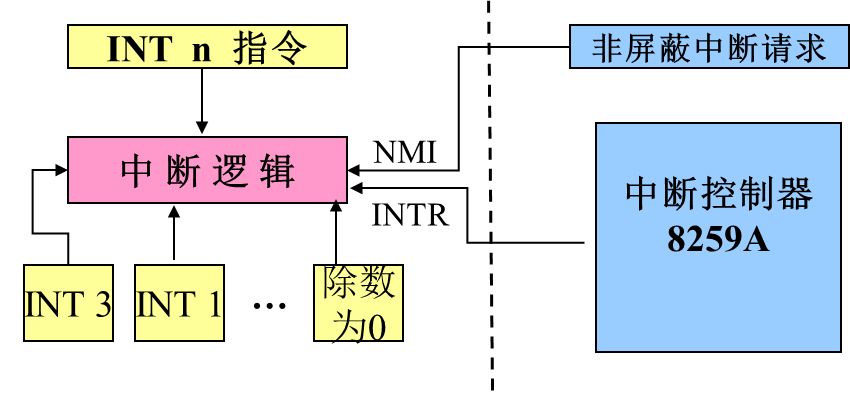 INT n 指令
非屏蔽中断请求
NMI
中断逻辑
INTR
中断控制器
8259A
INT 3
INT 1
…
除数
为0